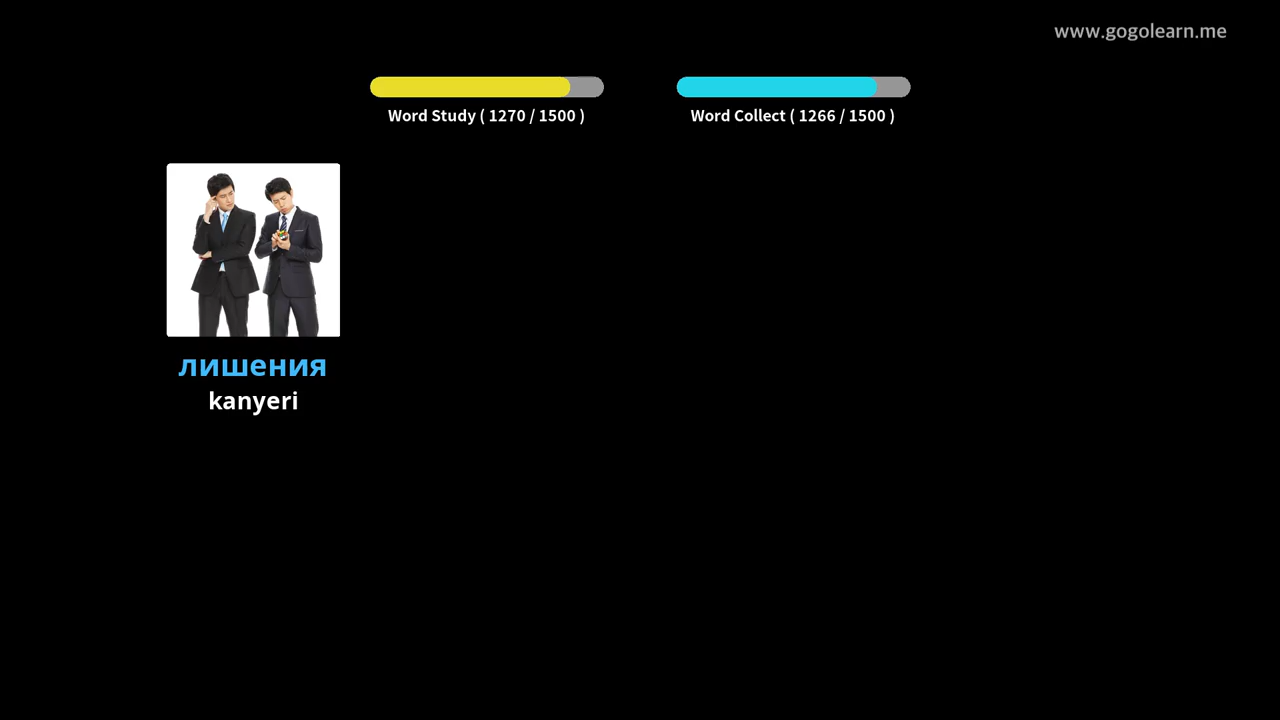 www.gogolearn.me
Word Study ( 1270 / 1500 )
Word Collect ( 1266 / 1500 )
лишения
kanyeri